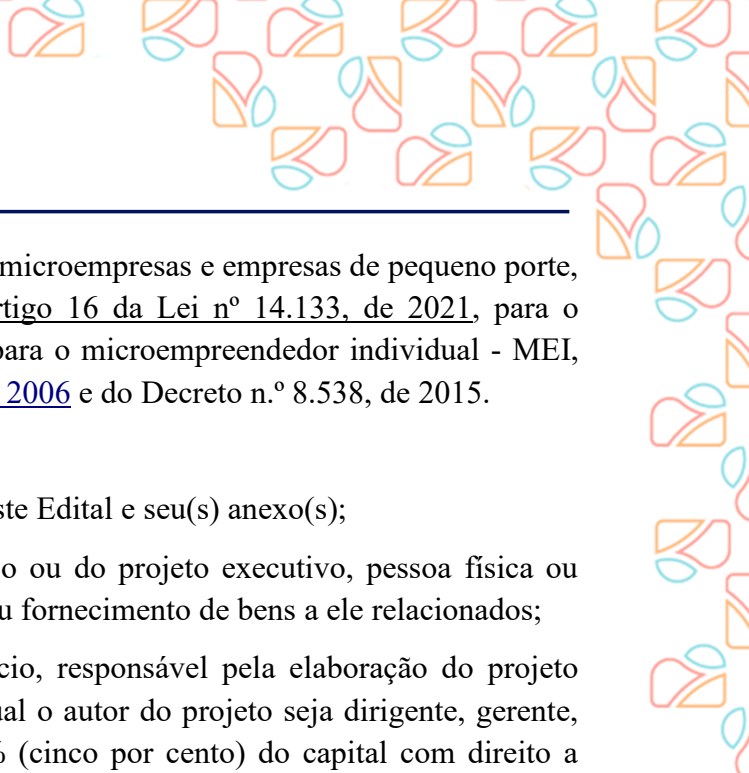 microempresas e empresas de pequeno porte,
rtigo 16 da Lei nº 14.133, de 2021, para o
para o microempreendedor individual - MEI,
2006 e do Decreto n.º 8.538, de 2015.
ste Edital e seu(s) anexo(s);
o ou do projeto executivo, pessoa física ou
u fornecimento de bens a ele relacionados;
cio, responsável pela elaboração do projeto
ual o autor do projeto seja dirigente, gerente,
% (cinco por cento) do capital com direito a